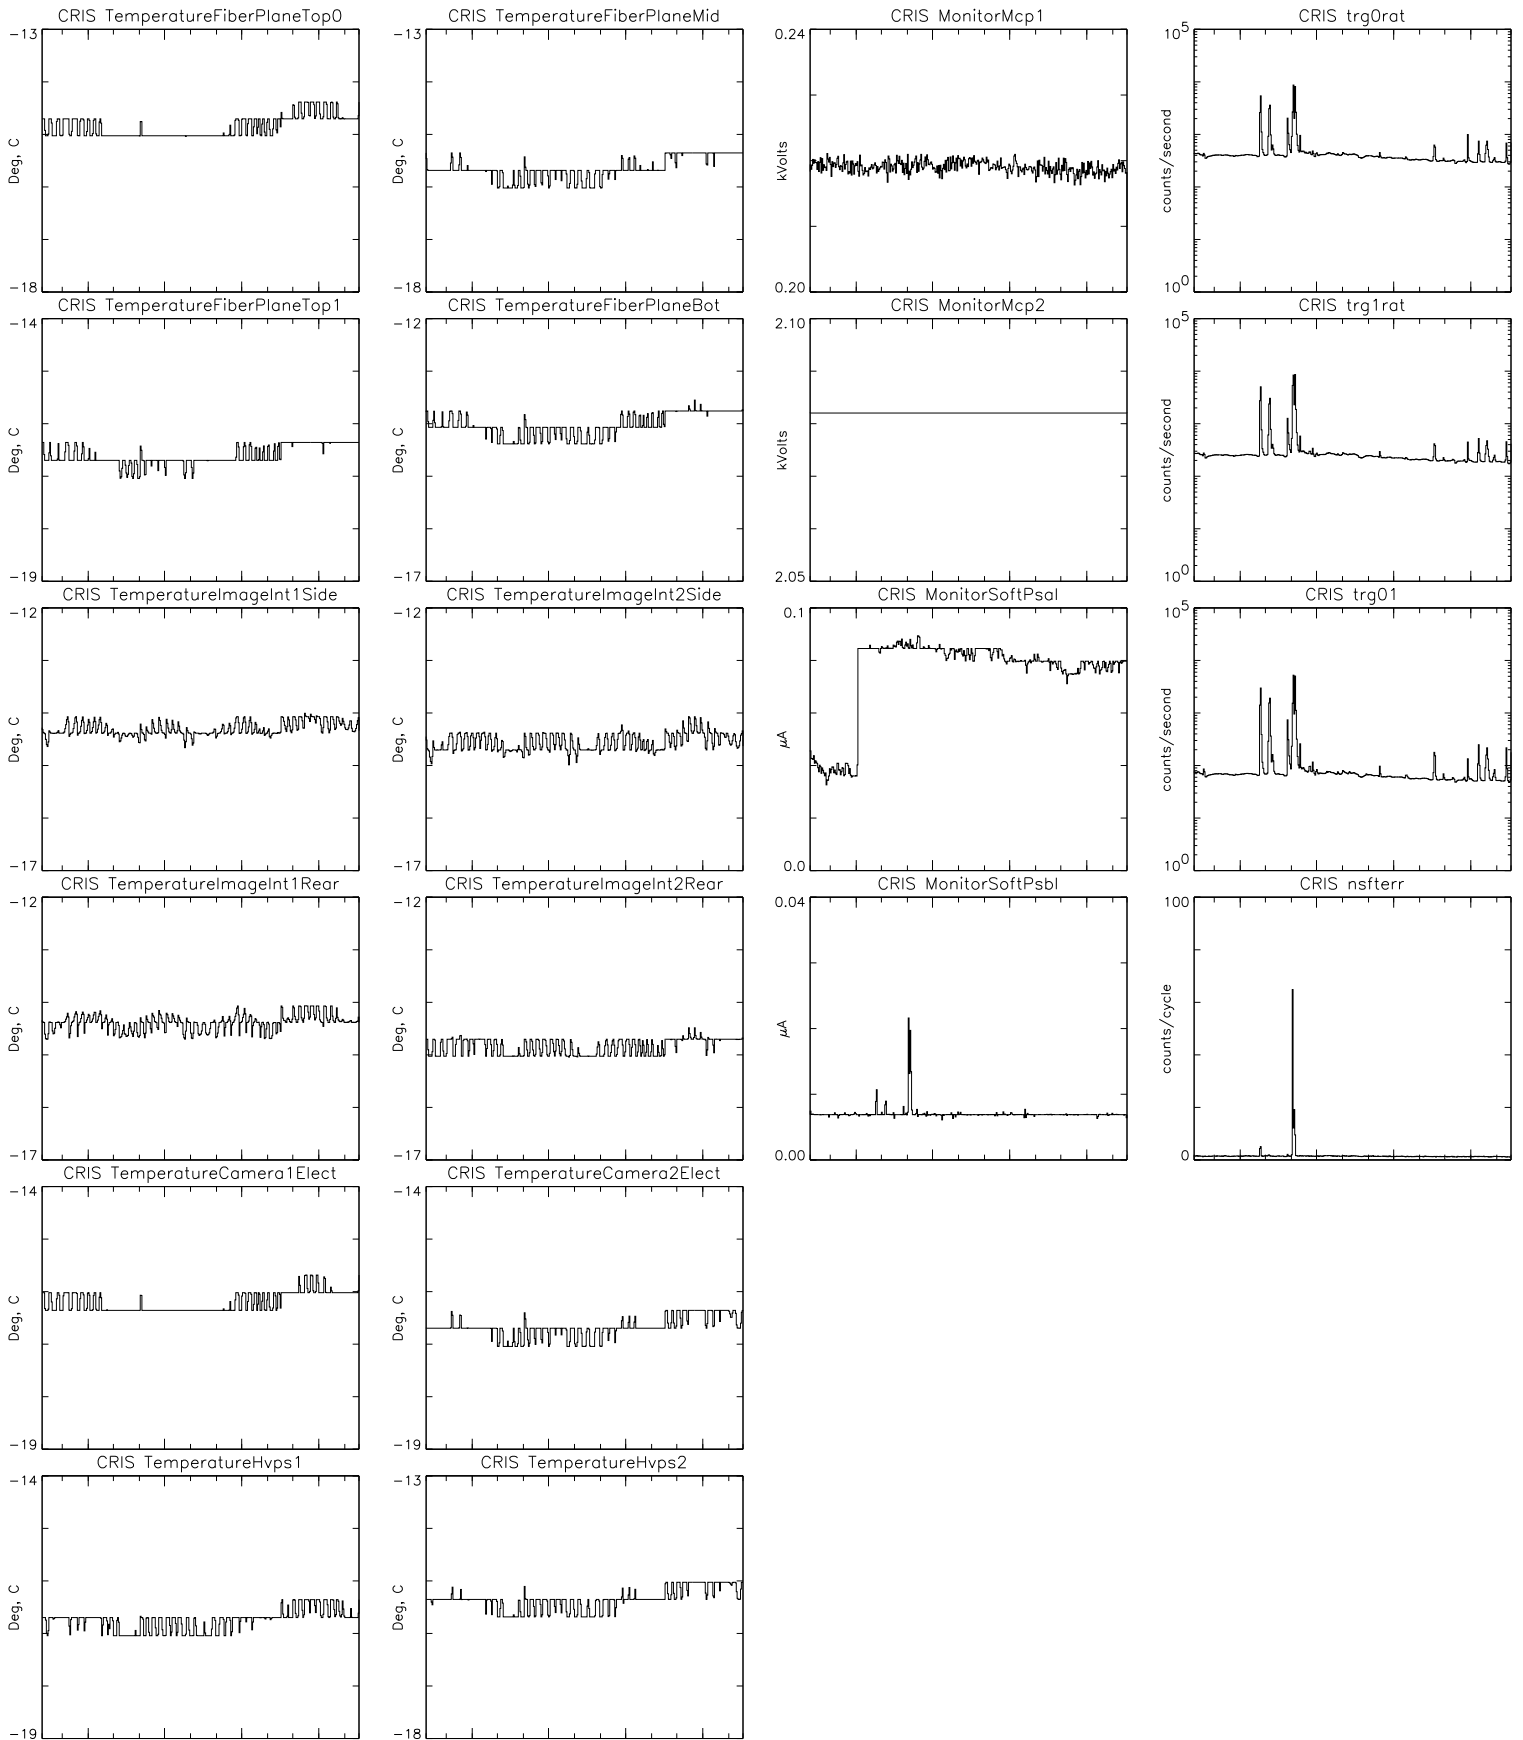 CRIS TemperatureFiberPlaneTop0
-13
Deg, C
-18
CRIS TemperatureFiberPlaneMid
-13
Deg, C
-18
CRIS MonitorMcp1
0.24
kVolts
0.20
CRIS trg0rat
10^5
counts/second
10^0
CRIS TemperatureFiberPlaneTop1
-14
Deg, C
-19
CRIS TemperatureFiberPlaneBot
-12
Deg, C
-17
CRIS MonitorMcp2
2.10
kVolts
2.05
CRIS trg1rat
10^5
counts/second
10^0
CRIS TemperatureImageInt1Side
-12
Deg, C
-17
CRIS TemperatureImageInt2Side
-12
Deg, C
-17
CRIS MonitorSoftPsaI
0.1
μA
0.0
CRIS trg01
10^5
counts/second
10^0
CRIS TemperatureImageInt1Rear
-12
Deg, C
-17
CRIS TemperatureImageInt2Rear
-12
Deg, C
-17
CRIS MonitorSoftPsbI
0.04
μA
0.00
CRIS nsfterr
100
counts/cycle
0
CRIS TemperatureCamera1Elect
-14
Deg, C
-19
CRIS TemperatureCamera2Elect
-14
Deg, C
-19
CRIS TemperatureHvps1
-14
Deg, C
-19
CRIS TemperatureHvps2
-13
Deg, C
-18